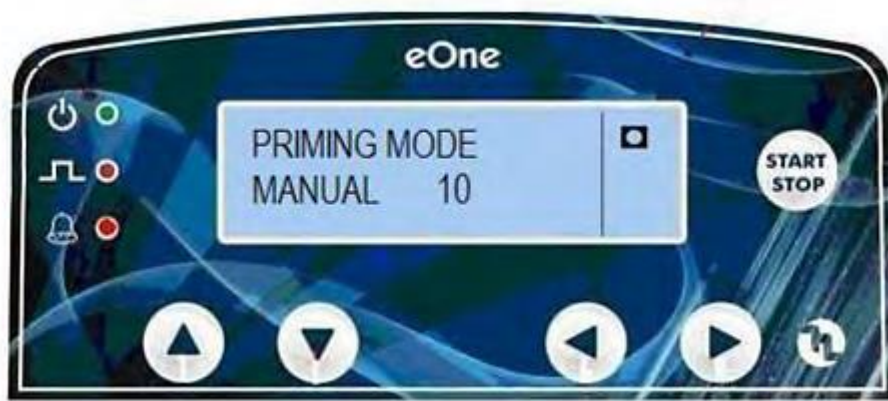 eOne
PRIMING MODE
MANUAL 10
START
STOP